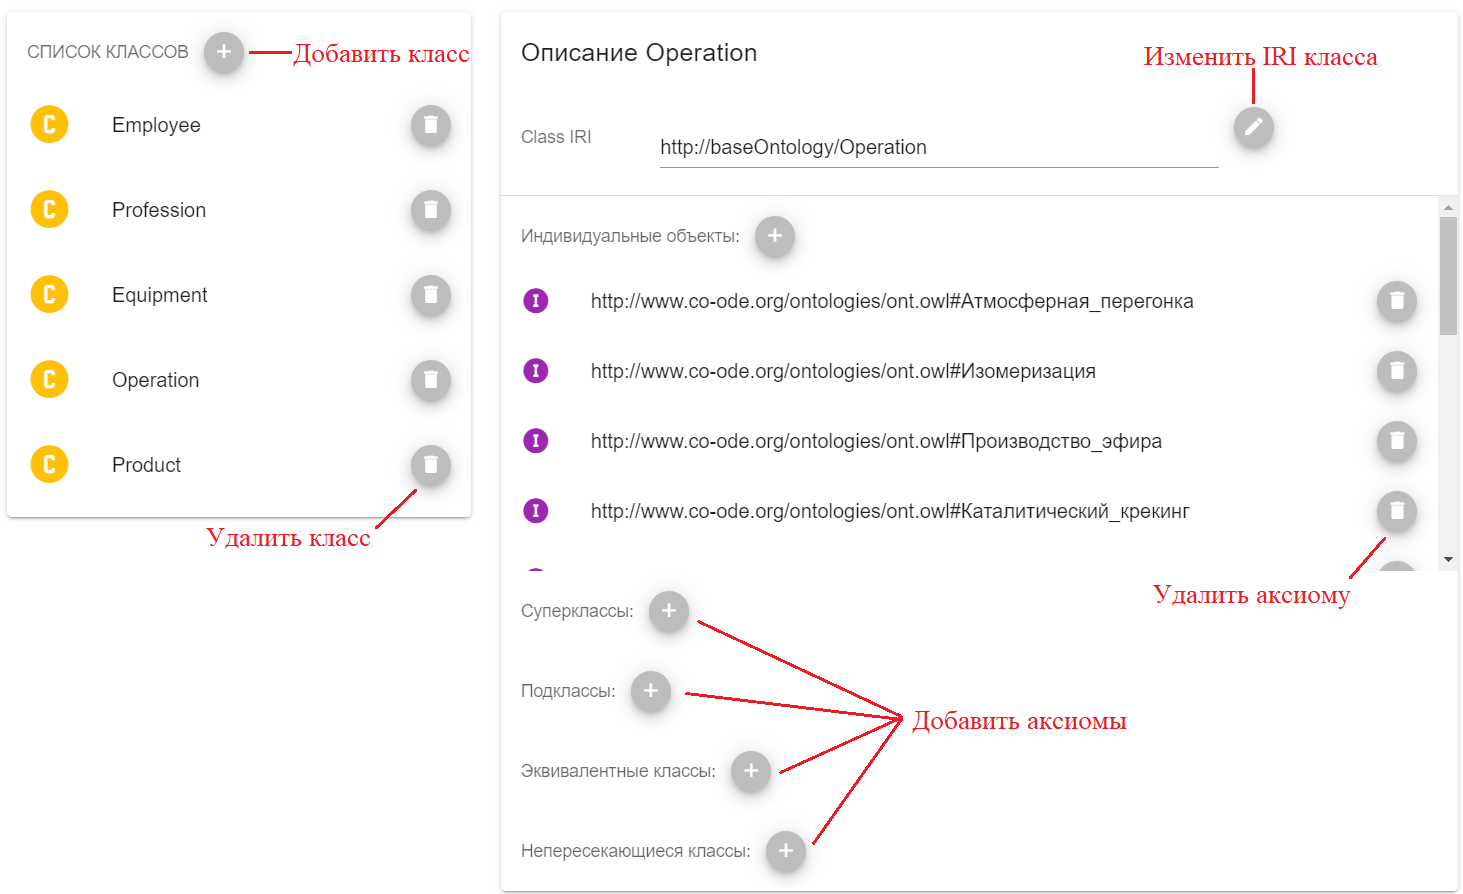 СПИСОК КЛАССОВ
Добавить класс
C Employee
C Profession
C Equipment
C Operation
C Product
Удалить класс
Описание Operation
Изменить IRI класса
Class IRI
http://baseOntology/Operation
Индивидуальные объекты:
I http://www.co-ode.org/ontologies/ont.owl#Атмосферная_перегонка
I http://www.co-ode.org/ontologies/ont.owl#Изомеризация
I http://www.co-ode.org/ontologies/ont.owl#Производство_эфира
I http://www.co-ode.org/ontologies/ont.owl#Каталитический_крекинг
Удалить аксиому
Суперклассы:
Подклассы:
Добавить аксиомы
Эквивалентные классы:
Непересекающиеся классы: